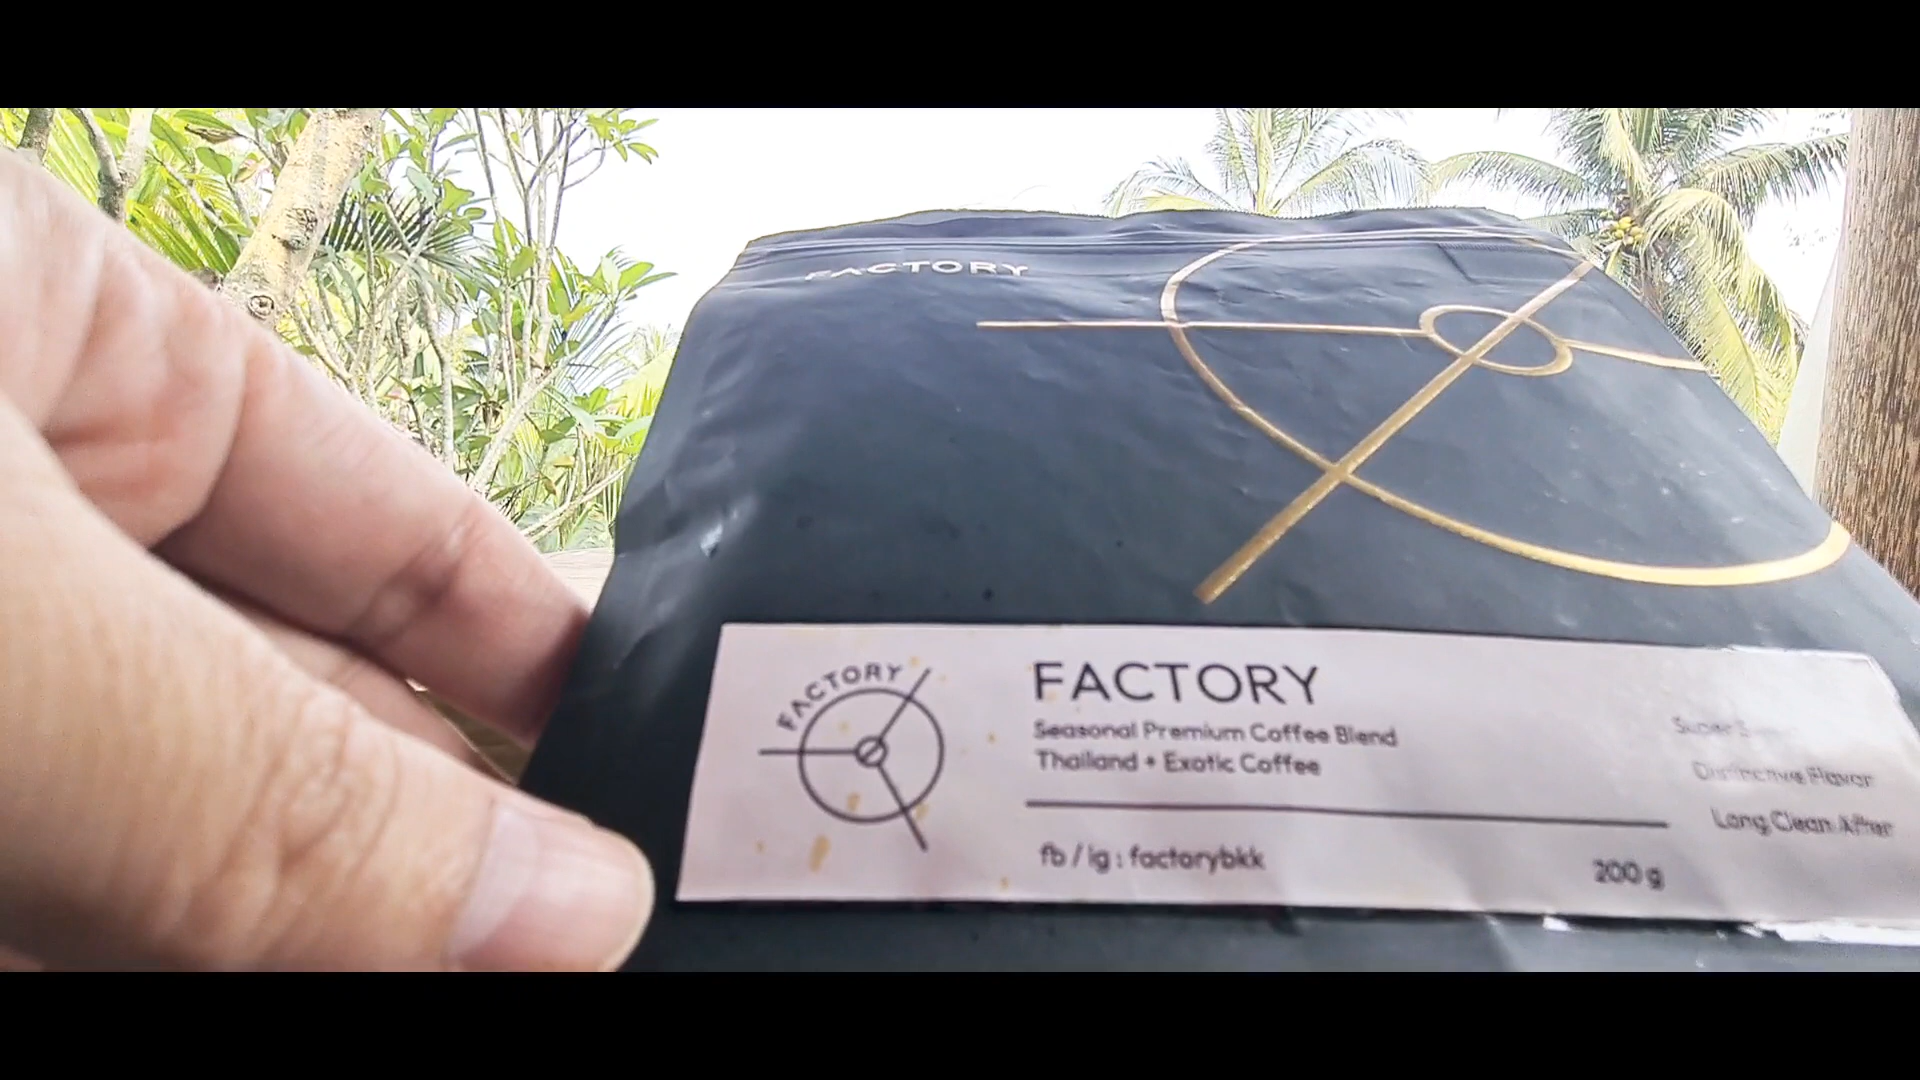 FACTORY
FACTORY
FACTORY
Seasonal Premium Coffee Blend
Thailand + Exotic Coffee
fb / ig : factorybkk
200 g
Super
Distinctive Flavor
Long Clean After